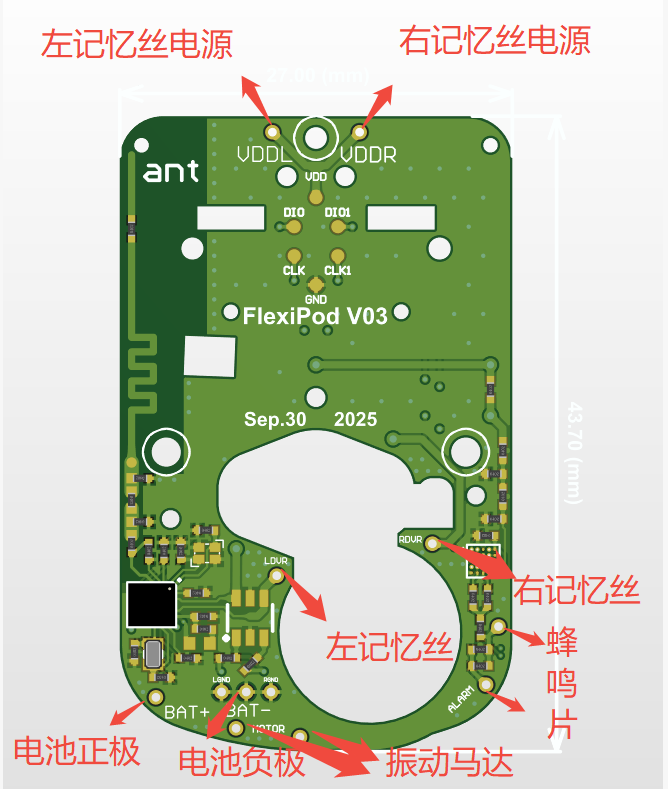 左记忆丝电源
右记忆丝电源
27.00 (mm)
VDDL
VDDR
ant
VDD
DIO
DIO1
CLK
CLK1
GND
FlexiPod V03
Sep.30 2025
43.70 (mm)
RDVR
LDVR
右记忆丝
左记忆丝
蜂
鸣
片
LGND
RGND
BAT+
BAT-
MOTOR
ALARM
电池正极
电池负极
振动马达